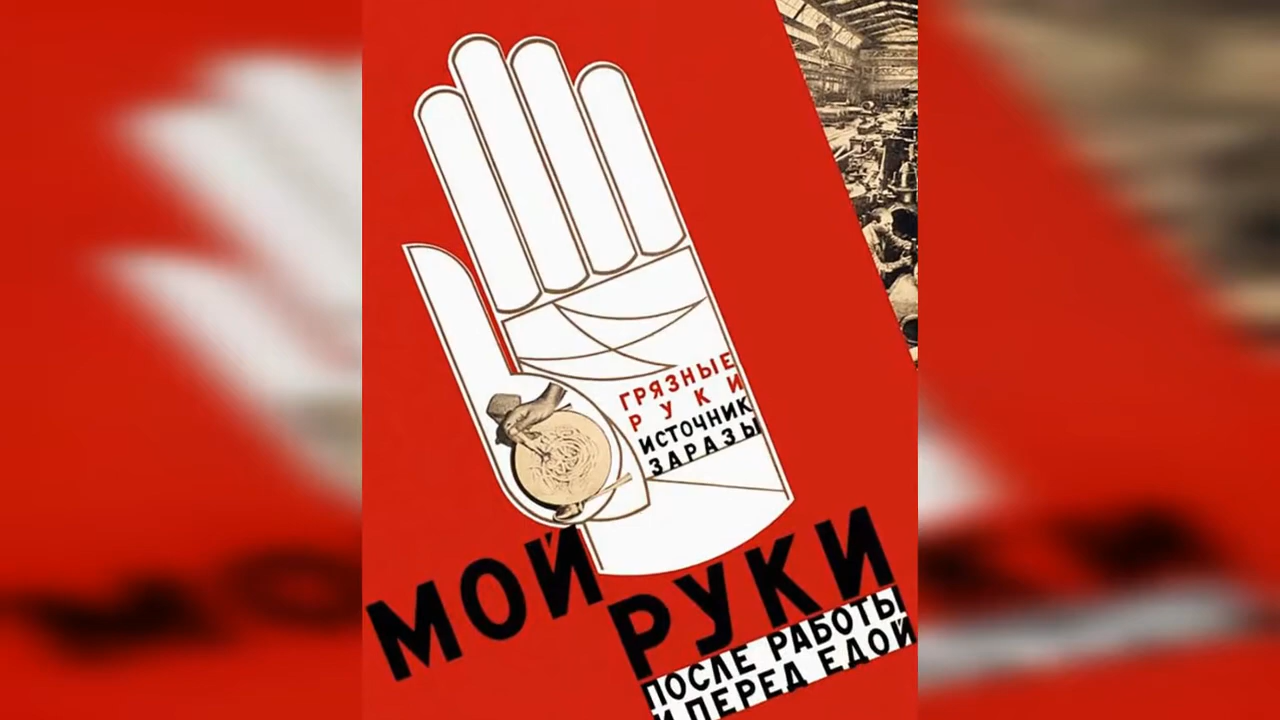 ГРЯЗНЫЕ
РУКИ
ИСТОЧНИК
ЗАРАЗЫ
МОЙ
РУКИ
ПОСЛЕ РАБОТЫ
И ПЕРЕД ЕДОЙ